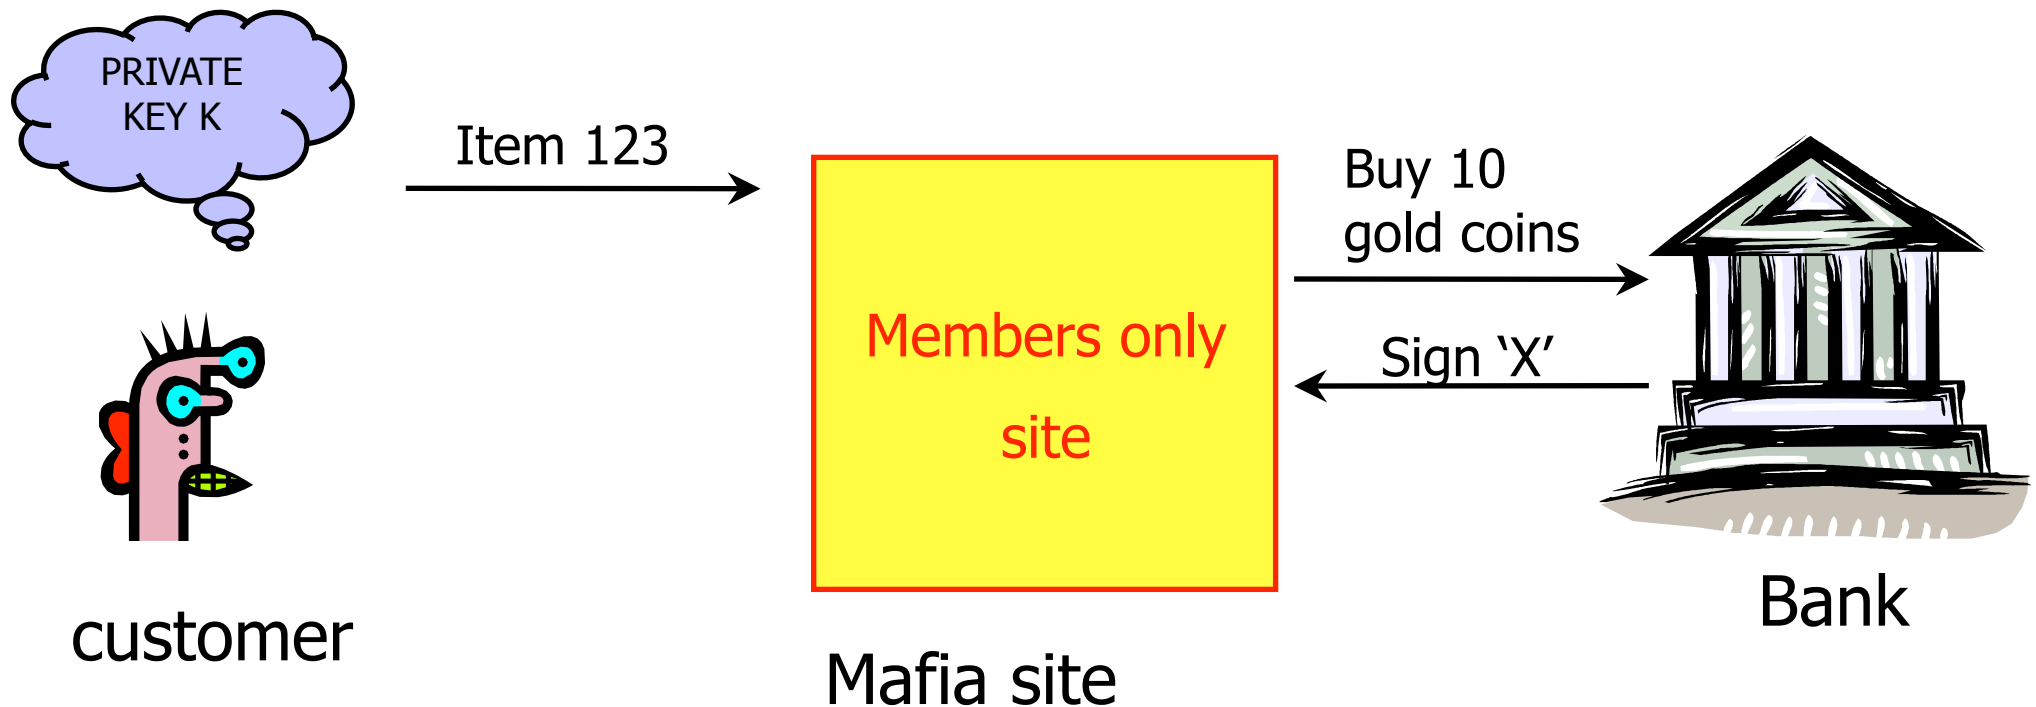 PRIVATE
KEY K
Item 123
Buy 10
gold coins
Members only
site
Sign ‘X’
customer
Mafia site
Bank